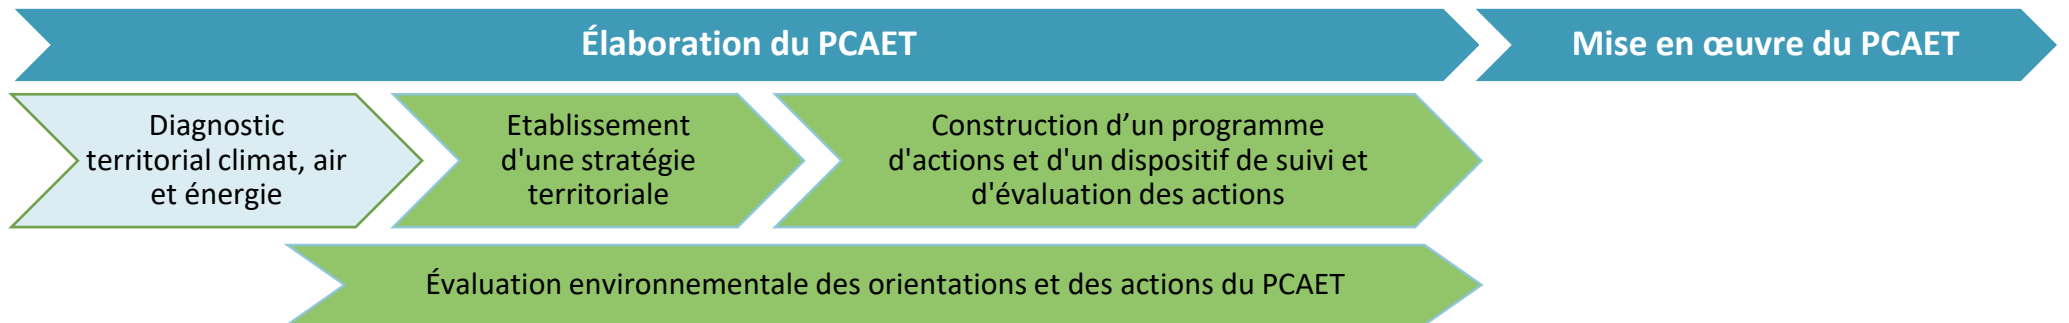 Élaboration du PCAET
Mise en œuvre du PCAET
Diagnostic
territorial climat, air
et énergie
Etablissement
d'une stratégie
territoriale
Construction d’un programme
d'actions et d'un dispositif de suivi et
d'évaluation des actions
Évaluation environnementale des orientations et des actions du PCAET